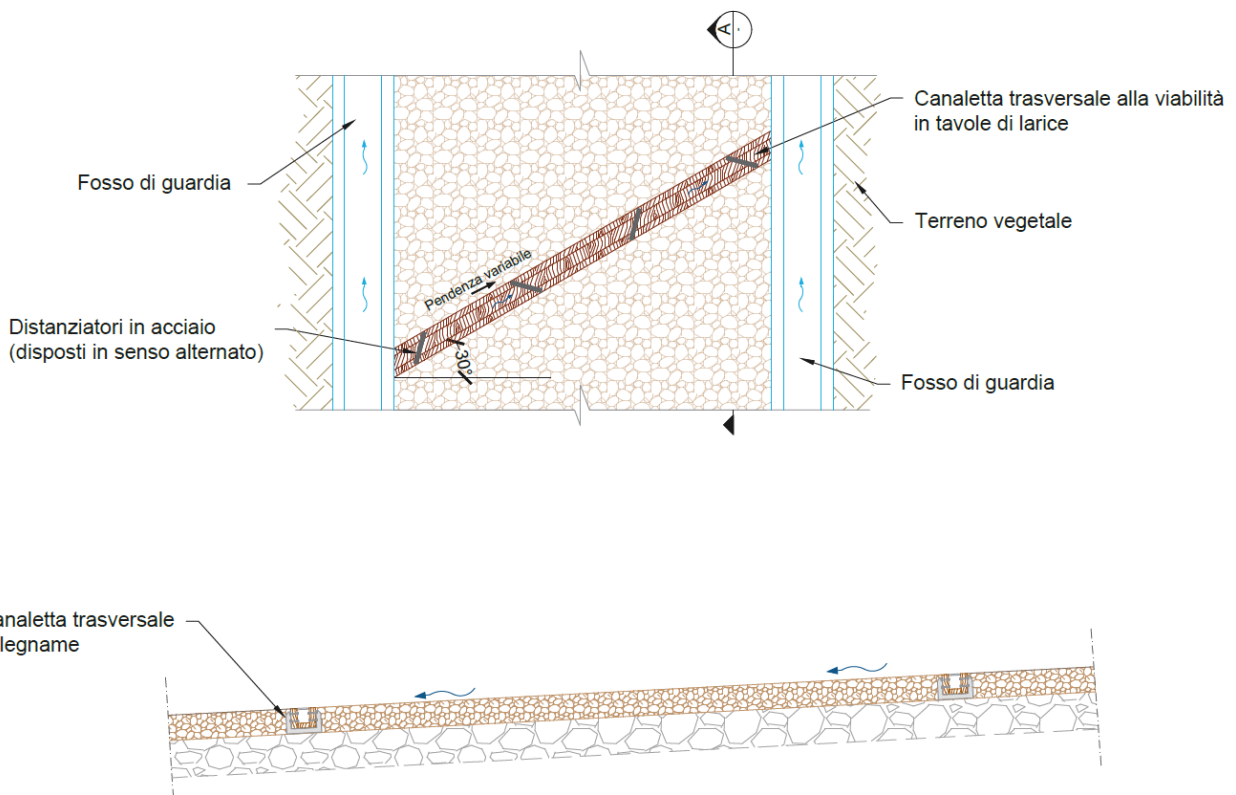 A
Canaletta trasversale alla viabilità
in tavole di larice
Fosso di guardia
Terreno vegetale
Pendenza variabile
Distanziatori in acciaio
(disposti in senso alternato)
~30°
Fosso di guardia
analetta trasversale
legname